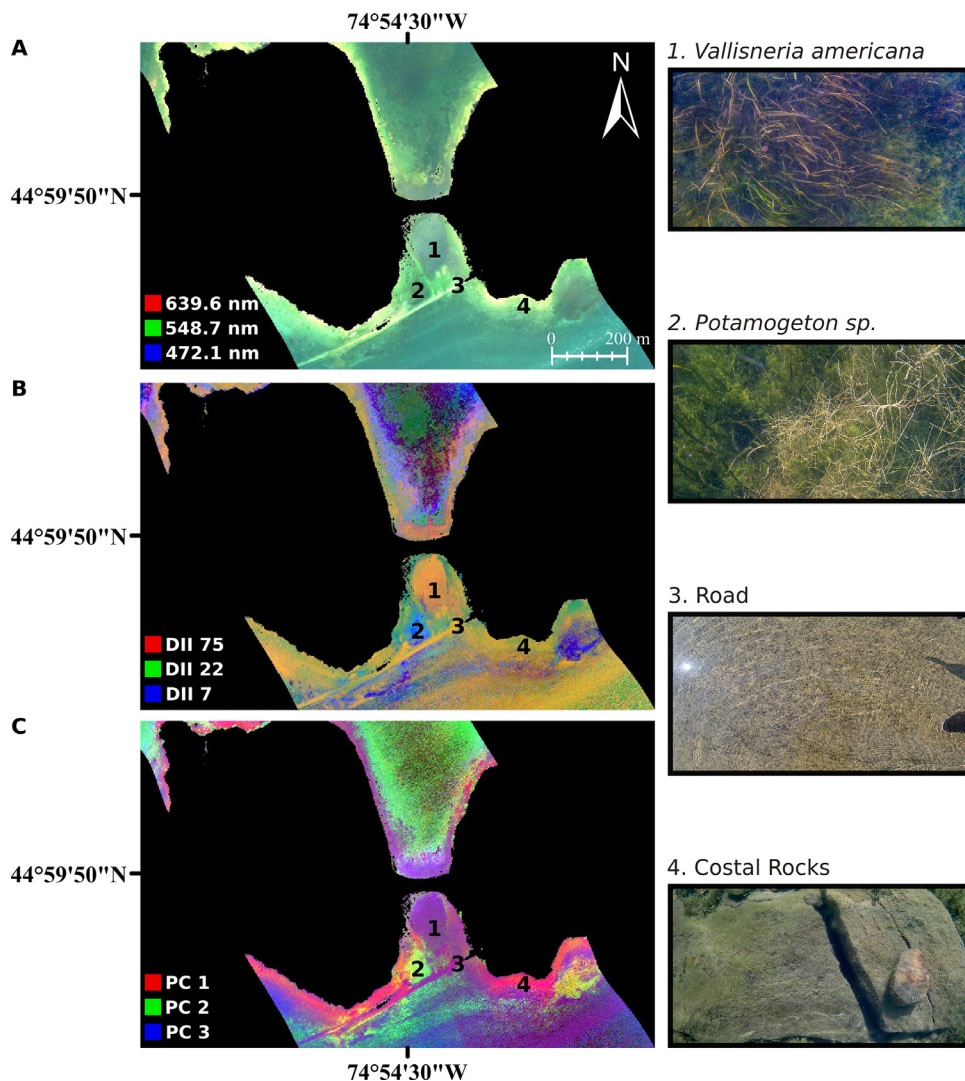 74°54'30"W
A
N
44°59'50"N
1
2
3
4
639.6 nm
548.7 nm
472.1 nm
0 200 m
B
44°59'50"N
1
2
3
4
DII 75
DII 22
DII 7
C
44°59'50"N
1
2
3
4
PC 1
PC 2
PC 3
74°54'30"W
1. Vallisneria americana
2. Potamogeton sp.
3. Road
4. Costal Rocks